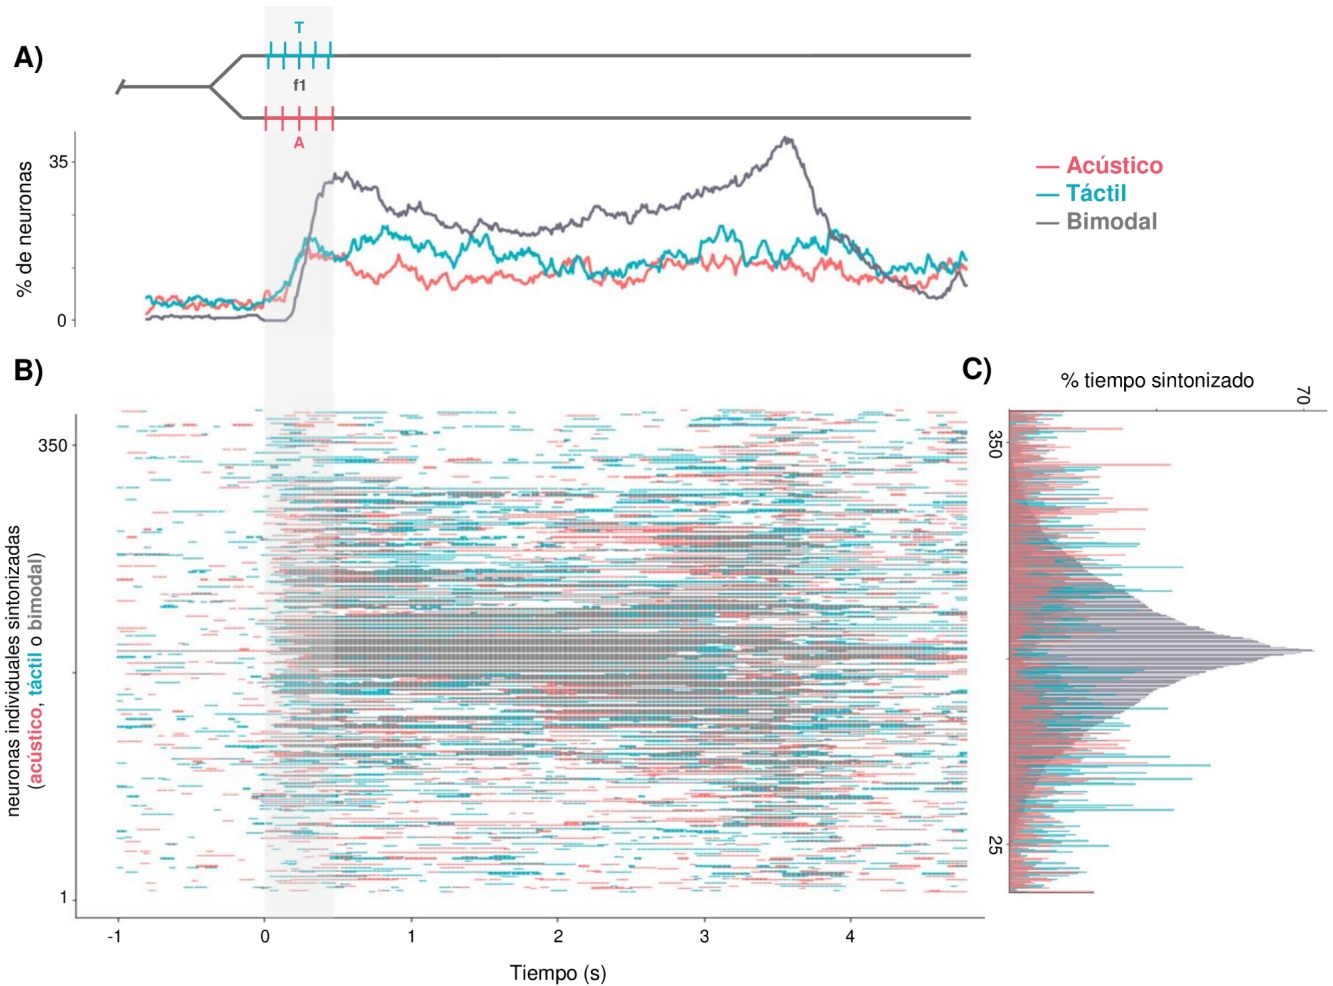 A)
T
f1
A
% de neuronas
35
0
Acústico
Táctil
Bimodal
B)
neuronas individuales sintonizadas
(acústico, táctil o bimodal)
350
1
-1
0
1
2
3
4
Tiempo (s)
C)
% tiempo sintonizado
70
350
25